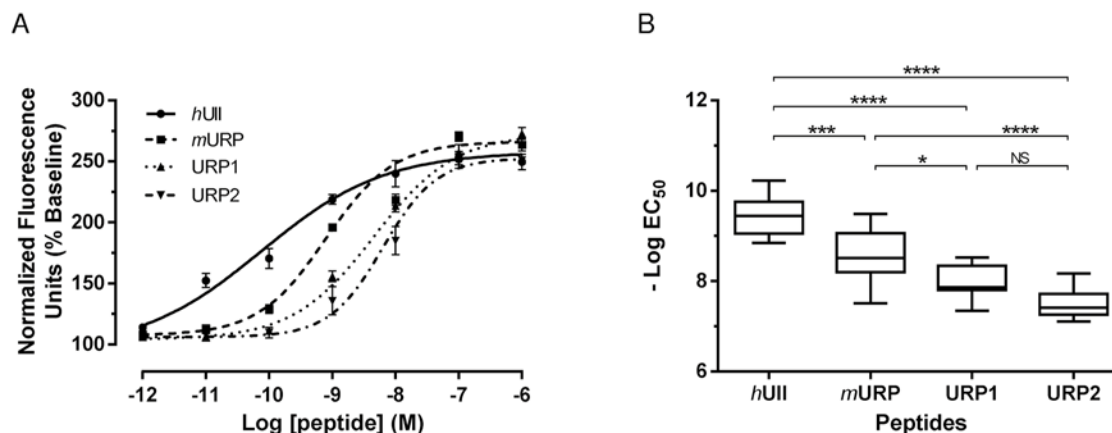 A
Normalized Fluorescence
Units (% Baseline)
300
250
200
150
100
hUII
mURP
URP1
URP2
-12 -11 -10 -9 -8 -7 -6
Log [peptide] (M)
B
- Log EC50
12
10
8
6
****
****
*** ****
* NS
hUII mURP URP1 URP2
Peptides